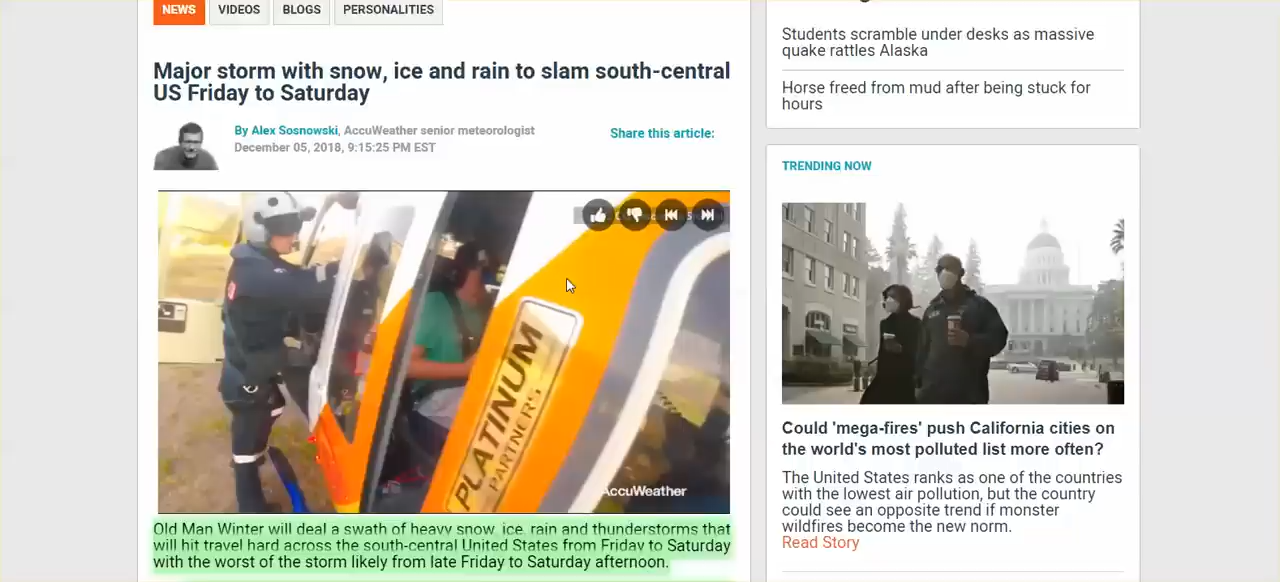 NEWS
VIDEOS
BLOGS
PERSONALITIES
Major storm with snow, ice and rain to slam south-central
US Friday to Saturday
By Alex Sosnowski, AccuWeather senior meteorologist
December 05, 2018, 9:15:25 PM EST
Share this article:
PLATINUM
PARTNERS
AccuWeather
Old Man Winter will deal a swath of heavy snow, ice, rain and thunderstorms that
will hit travel hard across the south-central United States from Friday to Saturday
with the worst of the storm likely from late Friday to Saturday afternoon.
Students scramble under desks as massive
quake rattles Alaska
Horse freed from mud after being stuck for
hours
TRENDING NOW
Could 'mega-fires' push California cities on
the world's most polluted list more often?
The United States ranks as one of the countries
with the lowest air pollution, but the country
could see an opposite trend if monster
wildfires become the new norm.
Read Story